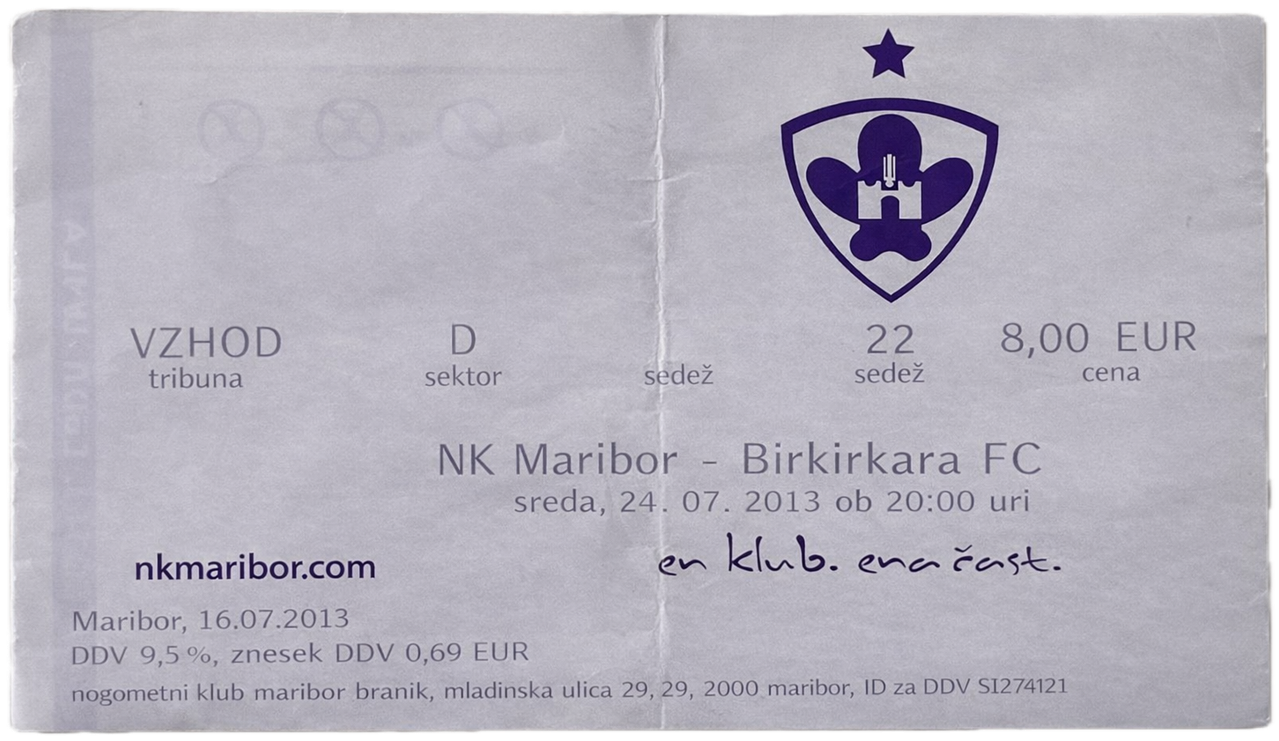 VZHOD D 22 8,00 EUR
tribuna sektor sedež sedež cena
NK Maribor - Birkirkara FC
sreda, 24. 07. 2013 ob 20:00 uri
nkmaribor.com en klub. ena čast.
Maribor, 16.07.2013
DDV 9,5 %, znesek DDV 0,69 EUR
nogometni klub maribor branik, mladinska ulica 29, 29, 2000 maribor, ID za DDV SI274121